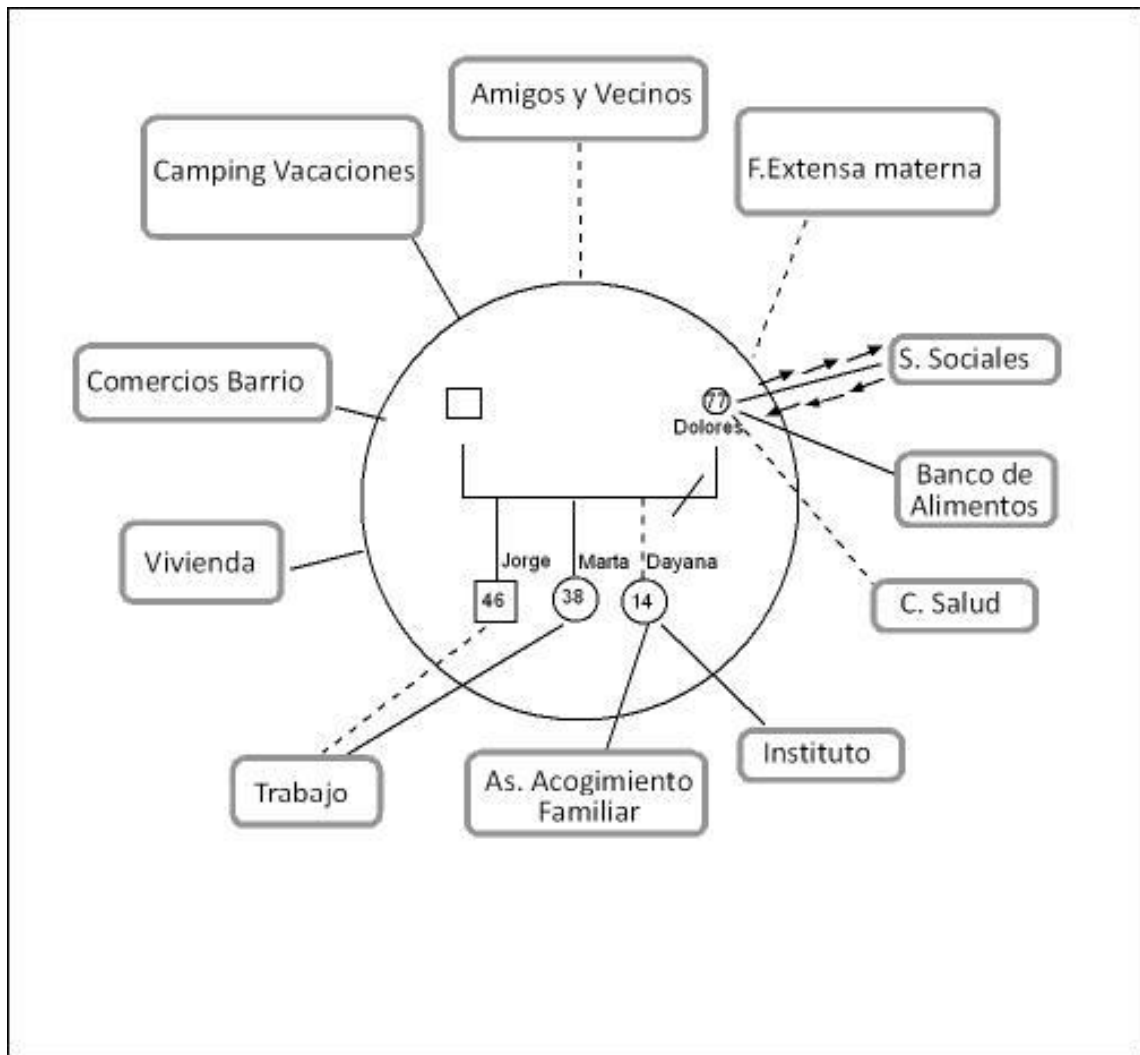 Amigos y Vecinos
Camping Vacaciones
F.Extensa materna
Comercios Barrio
S. Sociales
77
Dolores
Banco de
Alimentos
Vivienda
Jorge
Marta
Dayana
46
38
14
C. Salud
Trabajo
As. Acogimiento
Familiar
Instituto